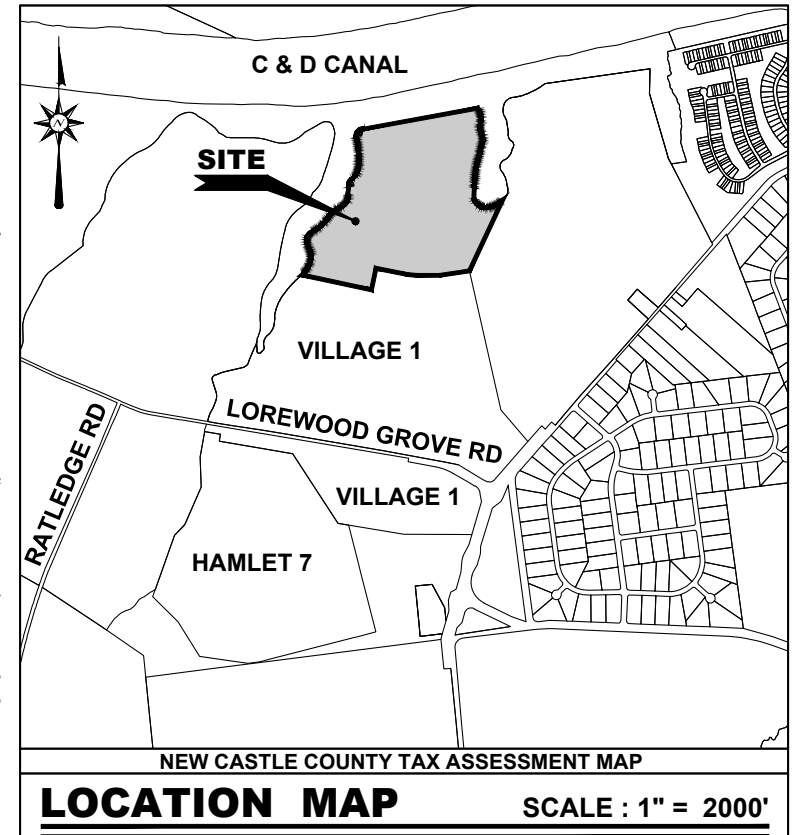 C & D CANAL
N
SITE
VILLAGE 1
LOREWOOD GROVE RD
RATLEDGE RD
VILLAGE 1
HAMLET 7
NEW CASTLE COUNTY TAX ASSESSMENT MAP
LOCATION MAP SCALE : 1" = 2000'